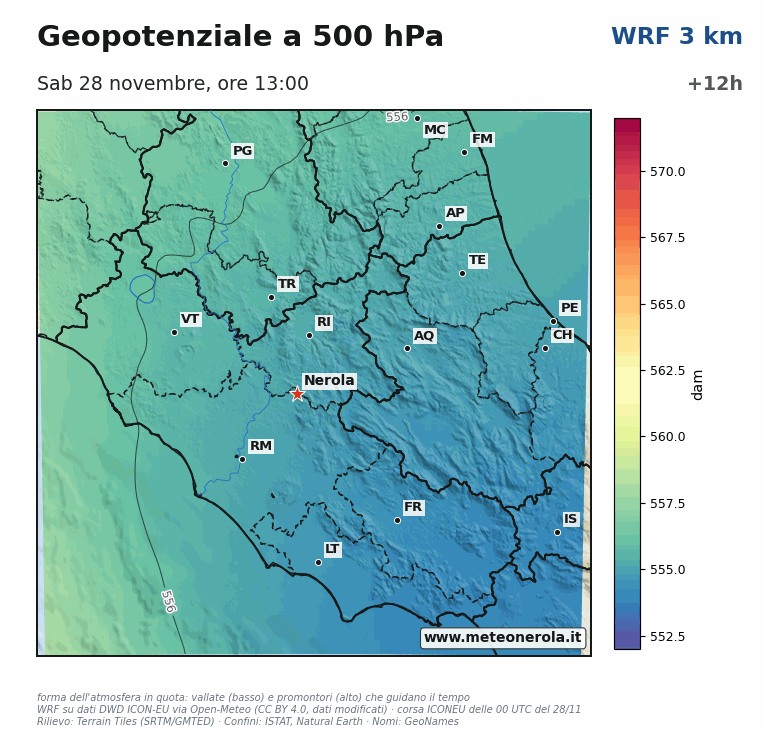 Geopotenziale a 500 hPa
WRF 3 km
Sab 28 novembre, ore 13:00
+12h
556
MC
FM
PG
AP
TE
TR
PE
VT
RI
CH
AQ
Nerola
RM
FR
IS
LT
556
www.meteonerola.it
570.0
567.5
565.0
562.5
560.0
557.5
555.0
552.5
dam
forma dell'atmosfera in quota: vallate (basso) e promontori (alto) che guidano il tempo
WRF su dati DWD ICON-EU via Open-Meteo (CC BY 4.0, dati modificati) · corsa ICONEU delle 00 UTC del 28/11
Rilievo: Terrain Tiles (SRTM/GMTED) · Confini: ISTAT, Natural Earth · Nomi: GeoNames